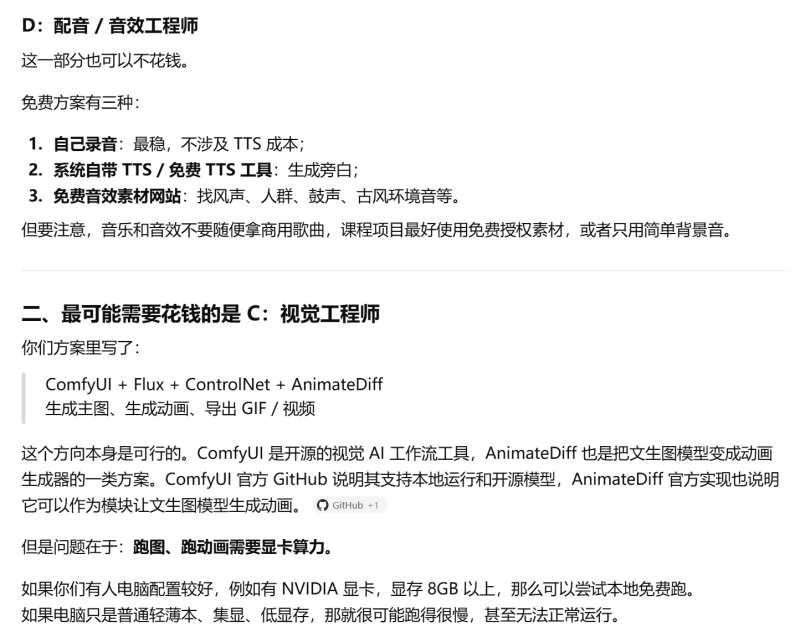 D：配音 / 音效工程师
这一部分也可以不花钱。
免费方案有三种：
1. 自己录音：最稳，不涉及 TTS 成本；
2. 系统自带 TTS / 免费 TTS 工具：生成旁白；
3. 免费音效素材网站：找风声、人群、鼓声、古风环境音等。
但要注意，音乐和音效不要随便拿商用歌曲，课程项目最好使用免费授权素材，或者只用简单背景音。
二、最可能需要花钱的是 C：视觉工程师
你们方案里写了：
ComfyUI + Flux + ControlNet + AnimateDiff
生成主图、生成动画、导出 GIF / 视频
这个方向本身是可行的。ComfyUI 是开源的视觉 AI 工作流工具，AnimateDiff 也是把文生图模型变成动画
生成器的一类方案。ComfyUI 官方 GitHub 说明其支持本地运行和开源模型，AnimateDiff 官方实现也说明
它可以作为模块让文生图模型生成动画。 GitHub +1
但是问题在于：跑图、跑动画需要显卡算力。
如果你们有人电脑配置较好，例如有 NVIDIA 显卡，显存 8GB 以上，那么可以尝试本地免费跑。
如果电脑只是普通轻薄本、集显、低显存，那就很可能跑得很慢，甚至无法正常运行。